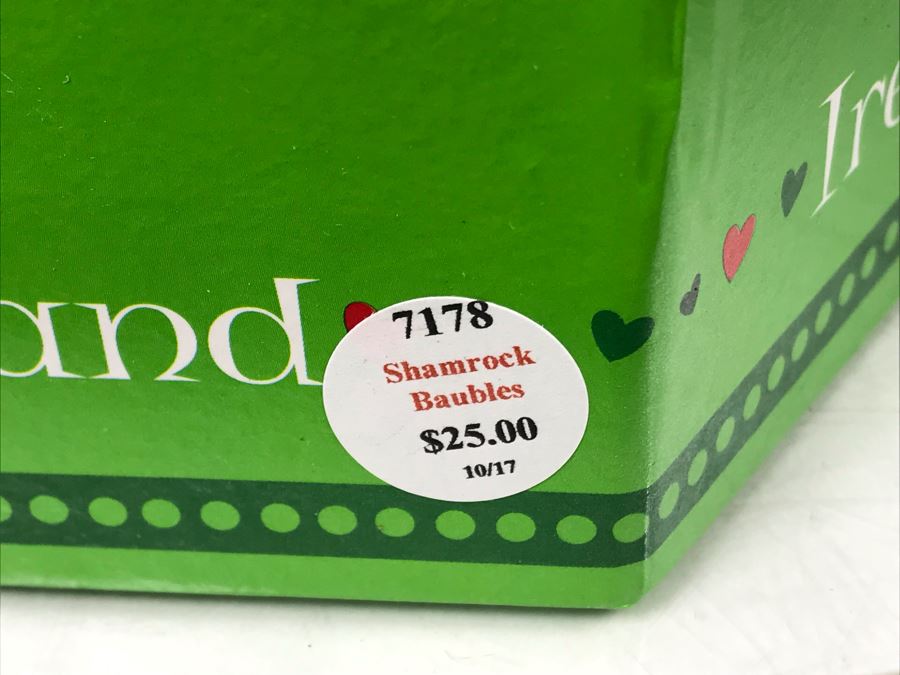 and
7178
Shamrock
Baubles
$25.00
10/17
Ire